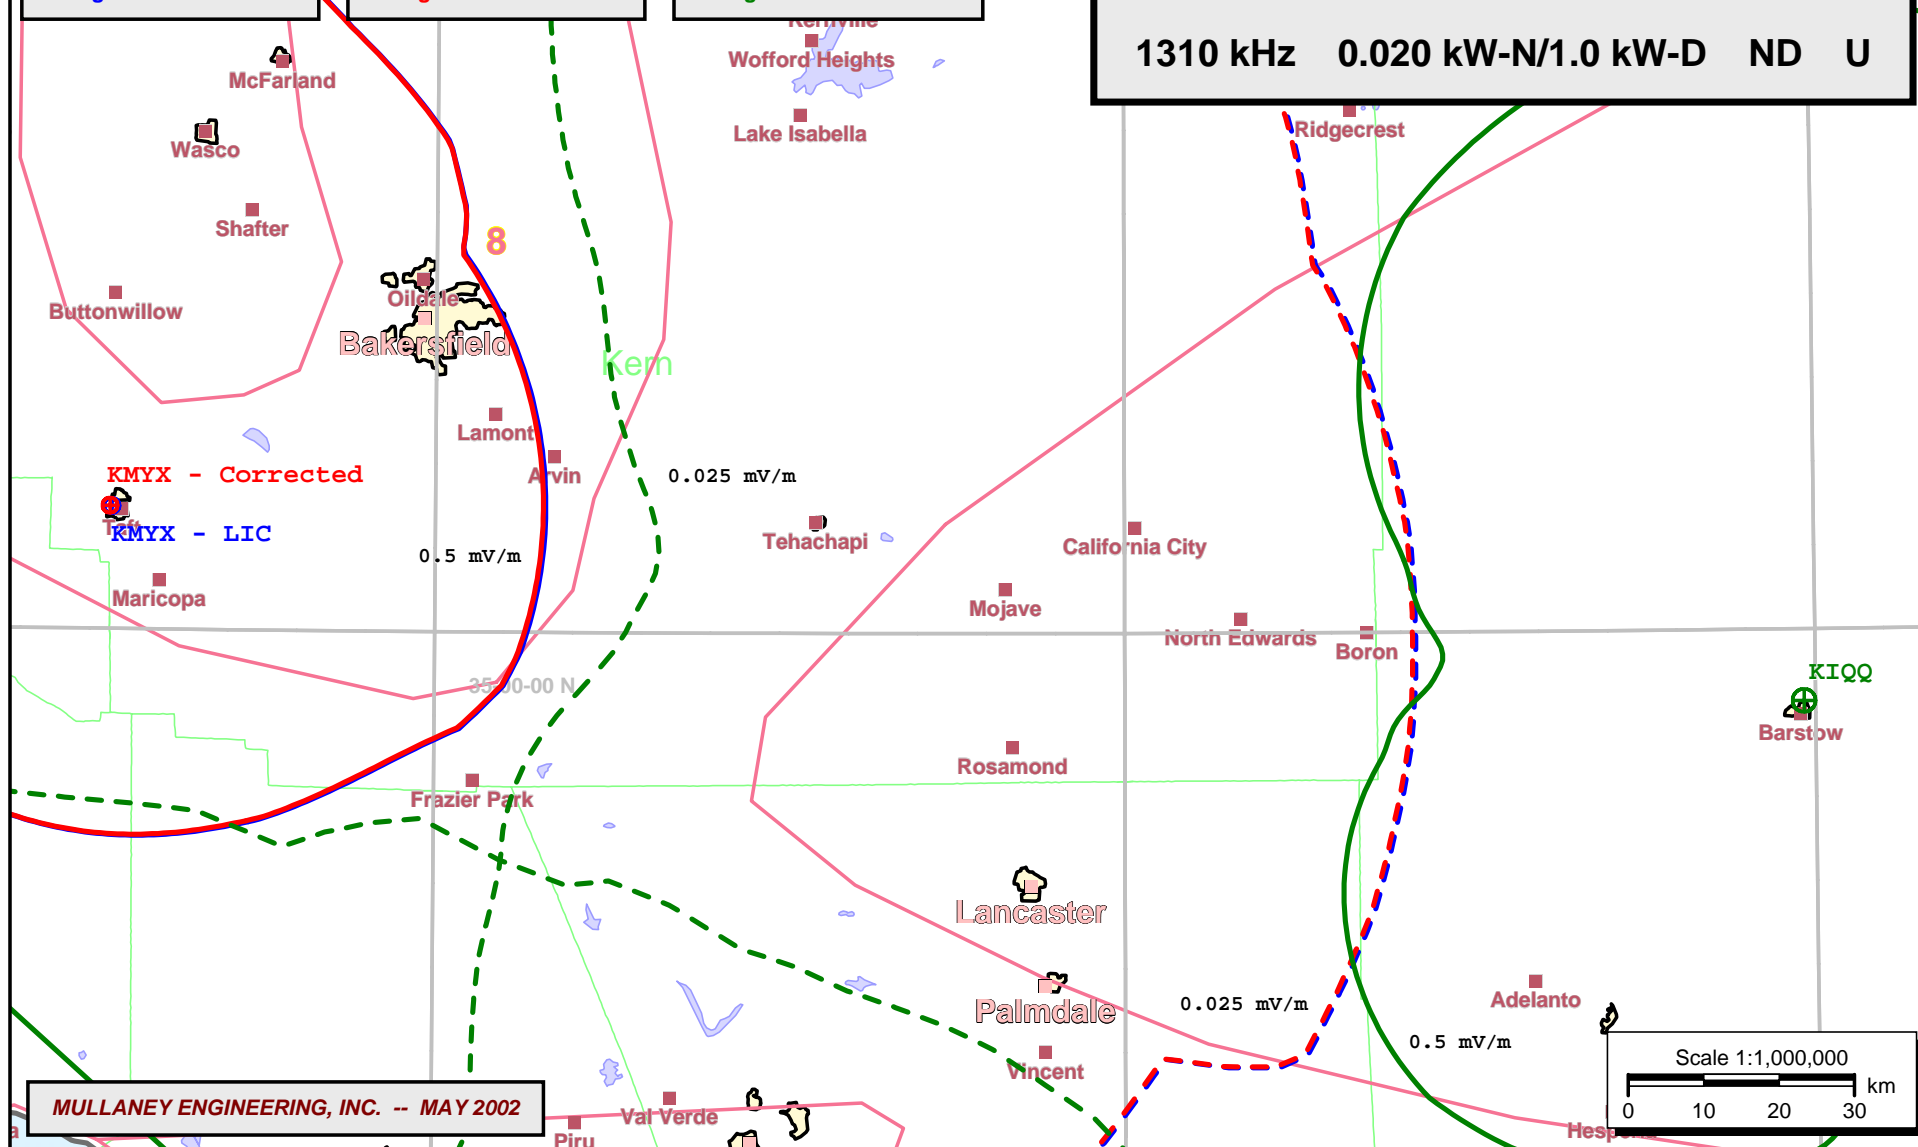 1310 kHz 0.020 kW-N/1.0 kW-D ND U
Kernville
Wofford Heights
McFarland
Lake Isabella
Ridgecrest
Wasco
Shafter
8
Oildale
Buttonwillow
Bakersfield
Kern
Lamont
KMYX - Corrected
Arvin
0.025 mV/m
Taft
KMYX - LIC
Tehachapi
California City
0.5 mV/m
Maricopa
Mojave
North Edwards
Boron
KIQQ
35-00-00 N
Barstow
Rosamond
Frazier Park
Lancaster
0.025 mV/m
Adelanto
Palmdale
0.5 mV/m
Vincent
Scale 1:1,000,000
km
0 10 20 30
MULLANEY ENGINEERING, INC. -- MAY 2002
Val Verde
Piru